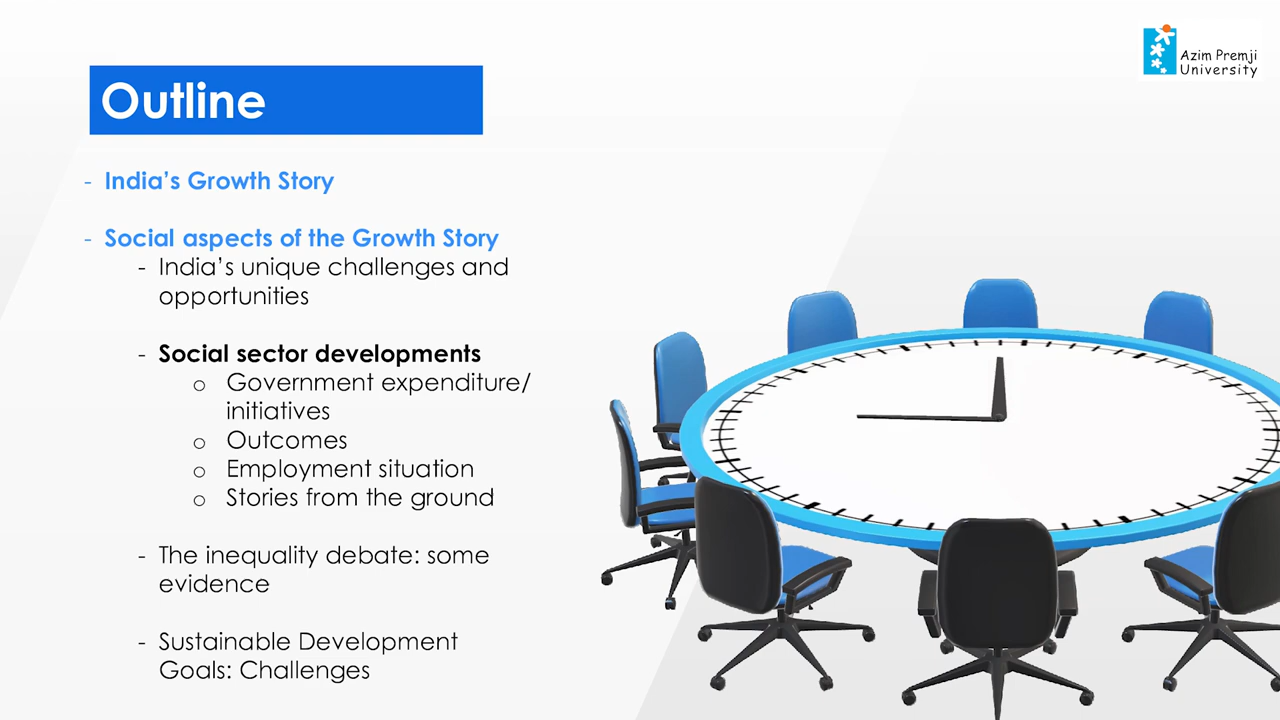 Azim Premji
University
Outline
- India's Growth Story
- Social aspects of the Growth Story
- India's unique challenges and
opportunities
- Social sector developments
o Government expenditure/
initiatives
o Outcomes
o Employment situation
o Stories from the ground
- The inequality debate: some
evidence
- Sustainable Development
Goals: Challenges